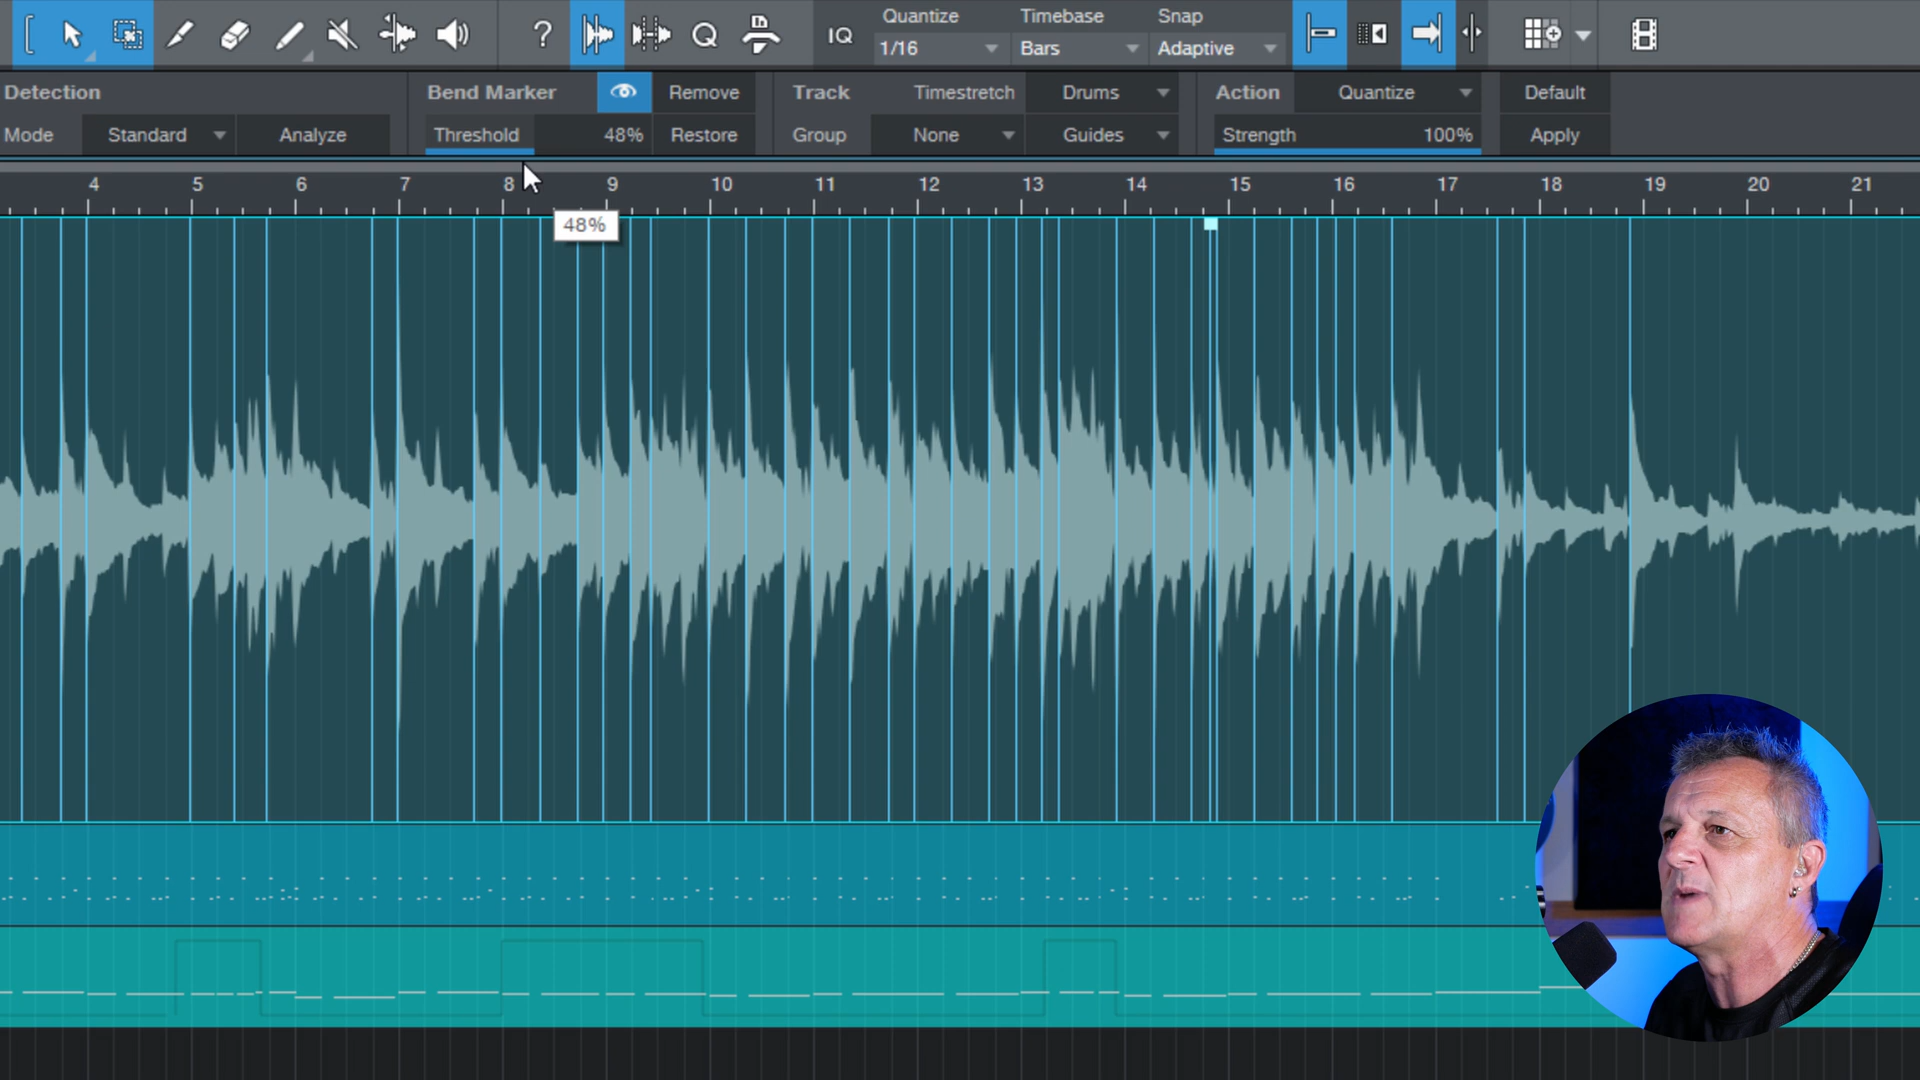 Quantize Timebase Snap
? Q IQ 1/16 Bars Adaptive
Detection Bend Marker Remove Track Timestretch Drums Action Quantize Default
Mode Standard Analyze Threshold 48% Restore Group None Guides Strength 100% Apply
4 5 6 7 8 9 10 11 12 13 14 15 16 17 18 19 20 21
48%